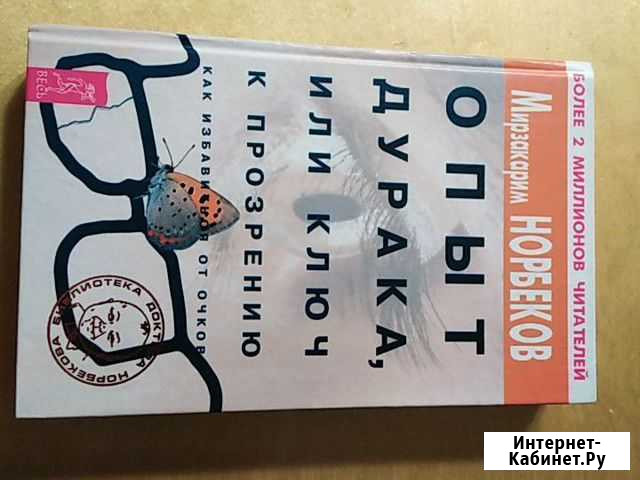 БОЛЕЕ 2 МИЛЛИОНОВ ЧИТАТЕЛЕЙ
Мирзакарим НОРБЕКОВ
ОПЫТ
ДУРАКА,
ИЛИ КЛЮЧ
К ПРОЗРЕНИЮ
КАК ИЗБАВИТЬСЯ ОТ ОЧКОВ
БИБЛИОТЕКА ДОКТОРА НОРБЕКОВА
ВЕСЬ
Интернет-
Кабинет.Ру